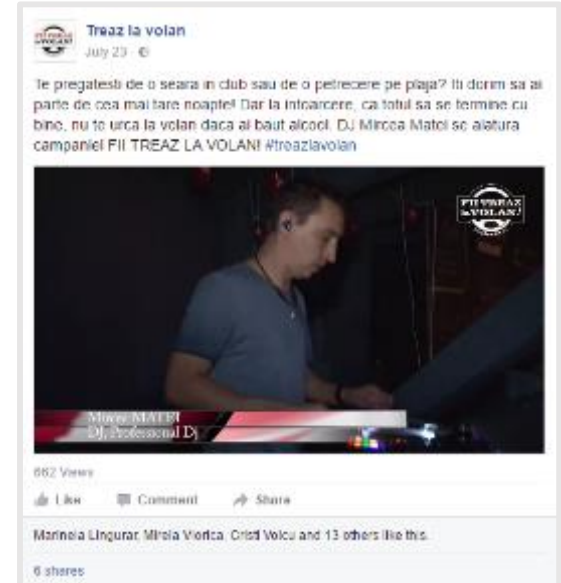 Treaz la volan
July 23
Te pregatesti de o seara in club sau de o petrecere pe plaja? Iti dorim sa ai
parte de cea mai tare noapte! Dar la intoarcere, ca totul sa se termine cu
bine, nu te urca la volan daca ai baut alcool. DJ Mircea Matei se alatura
campaniei FII TREAZ LA VOLAN! #treazlavolan
FII TREAZ
la VOLAN!
Mircea MATEI
DJ, Professional Dj
662 Views
Like Comment Share
Marinela Lingurar, Mirela Viorica, Cristi Voicu and 13 others like this.
6 shares